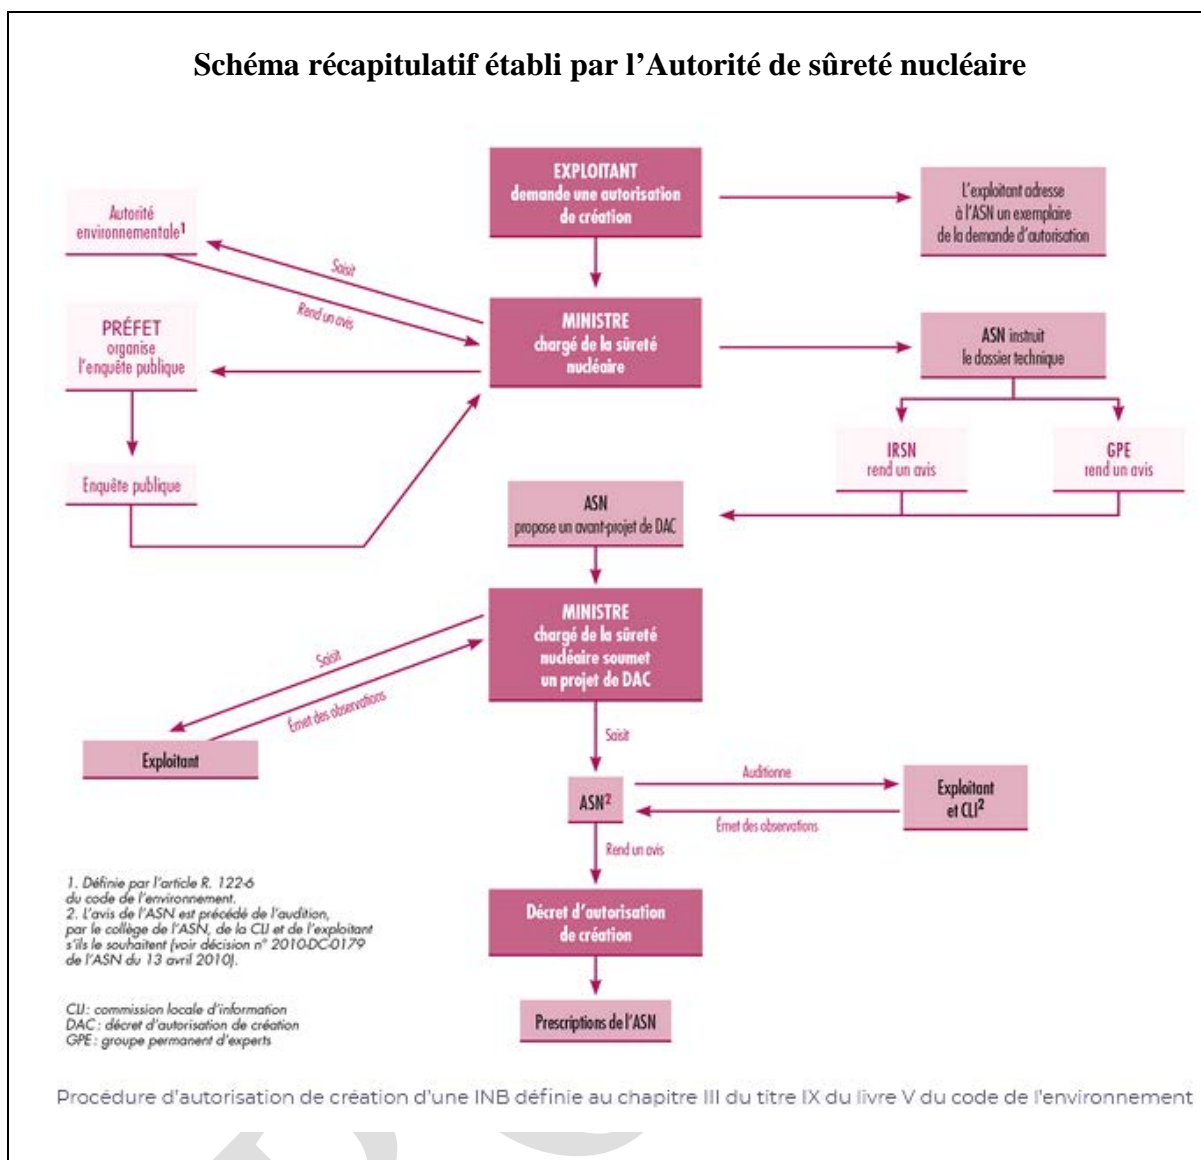 Schéma récapitulatif établi par l'Autorité de sûreté nucléaire
EXPLOITANT
demande une autorisation
de création
L'exploitant adresse
à l'ASN un exemplaire
de la demande d'autorisation
Autorité
environnementale1
Saisit
Rend un avis
MINISTRE
chargé de la sûreté
nucléaire
PRÉFET
organise
l'enquête publique
ASN instruit
le dossier technique
IRSN
rend un avis
GPE
rend un avis
Enquête publique
ASN
propose un avant-projet de DAC
MINISTRE
chargé de la sûreté
nucléaire soumet
un projet de DAC
Saisit
Émet des observations
Exploitant
Saisit
ASN2
Auditionne
Émet des observations
Exploitant
et CLI2
Rend un avis
Décret d'autorisation
de création
Prescriptions de l'ASN
1. Définie par l'article R. 122-6
du code de l'environnement.
2. L'avis de l'ASN est précédé de l'audition,
par le collège de l'ASN, de la CLI et de l'exploitant
s'ils le souhaitent (voir décision n° 2010-DC-0179
de l'ASN du 13 avril 2010).
CLI : commission locale d'information
DAC : décret d'autorisation de création
GPE : groupe permanent d'experts
Procédure d'autorisation de création d'une INB définie au chapitre III du titre IX du livre V du code de l'environnement